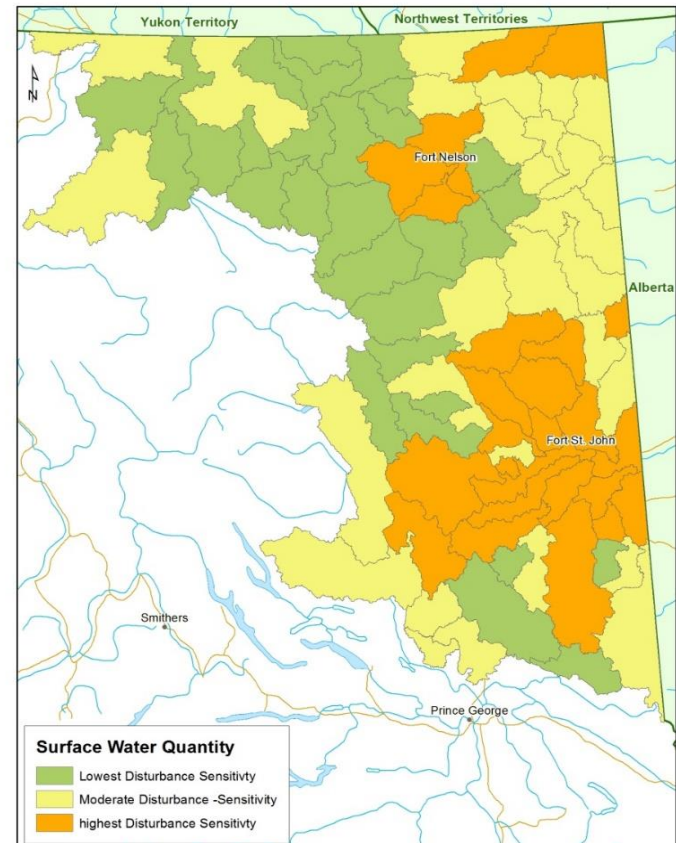 Yukon Territory
Northwest Territories
N
Fort Nelson
Alberta
Fort St. John
Smithers
Prince George
Surface Water Quantity
Lowest Disturbance Sensitivty
Moderate Disturbance -Sensitivity
highest Disturbance Sensitivty